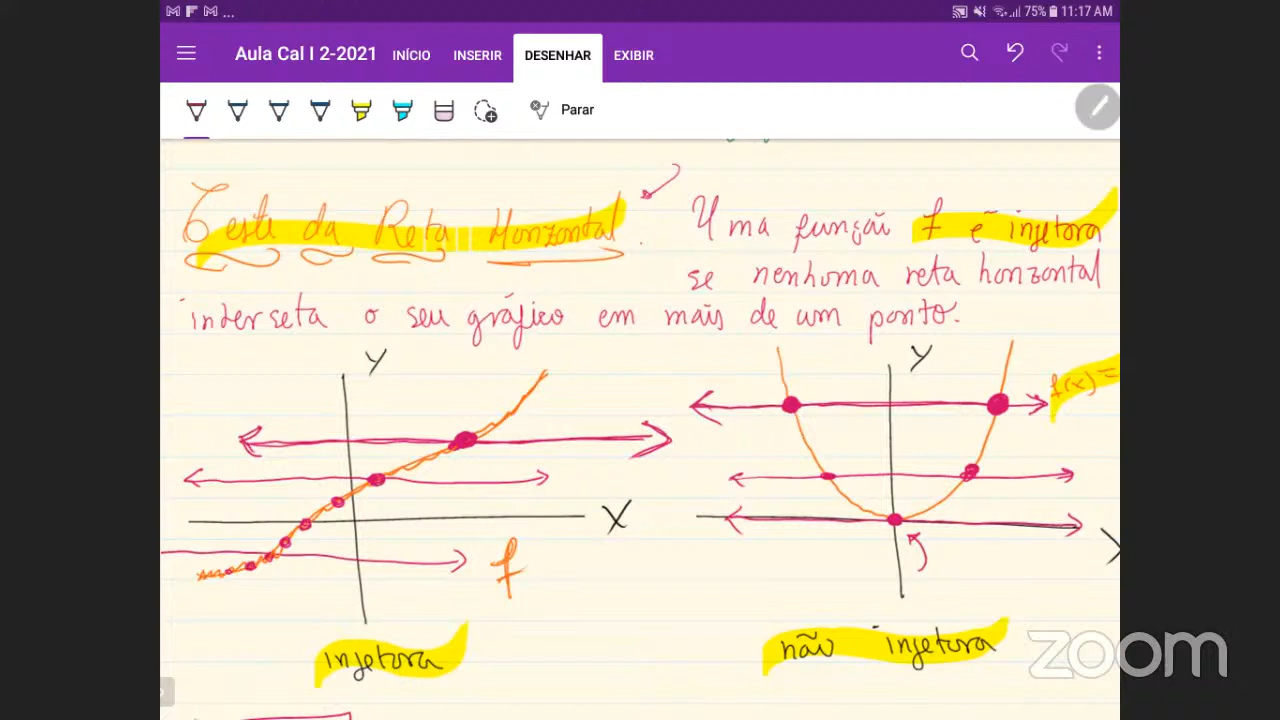 75% 11:17 AM
Aula Cal I 2-2021 INÍCIO INSERIR DESENHAR EXIBIR
Parar
Teste da Reta Horizontal. Uma função f é injetora
se nenhuma reta horizontal
interseta o seu gráfico em mais de um ponto.
y y
f(x) =
X
f
injetora não injetora
zoom